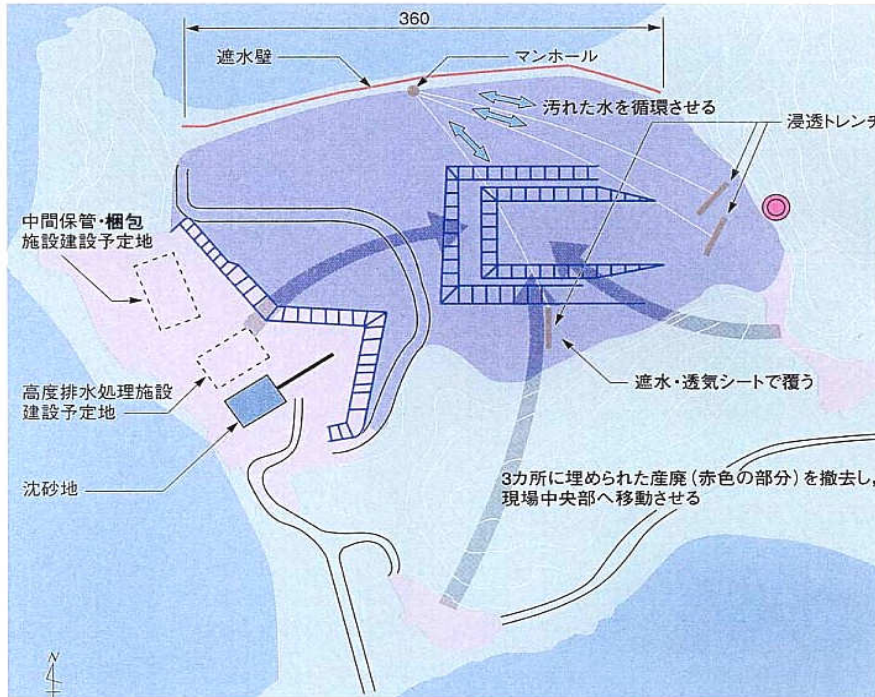 360
遮水壁
マンホール
汚れた水を循環させる
浸透トレンチ
中間保管・梱包
施設建設予定地
高度排水処理施設
建設予定地
沈砂地
遮水・透気シートで覆う
3カ所に埋められた産廃（赤色の部分）を撤去し，
現場中央部へ移動させる
N